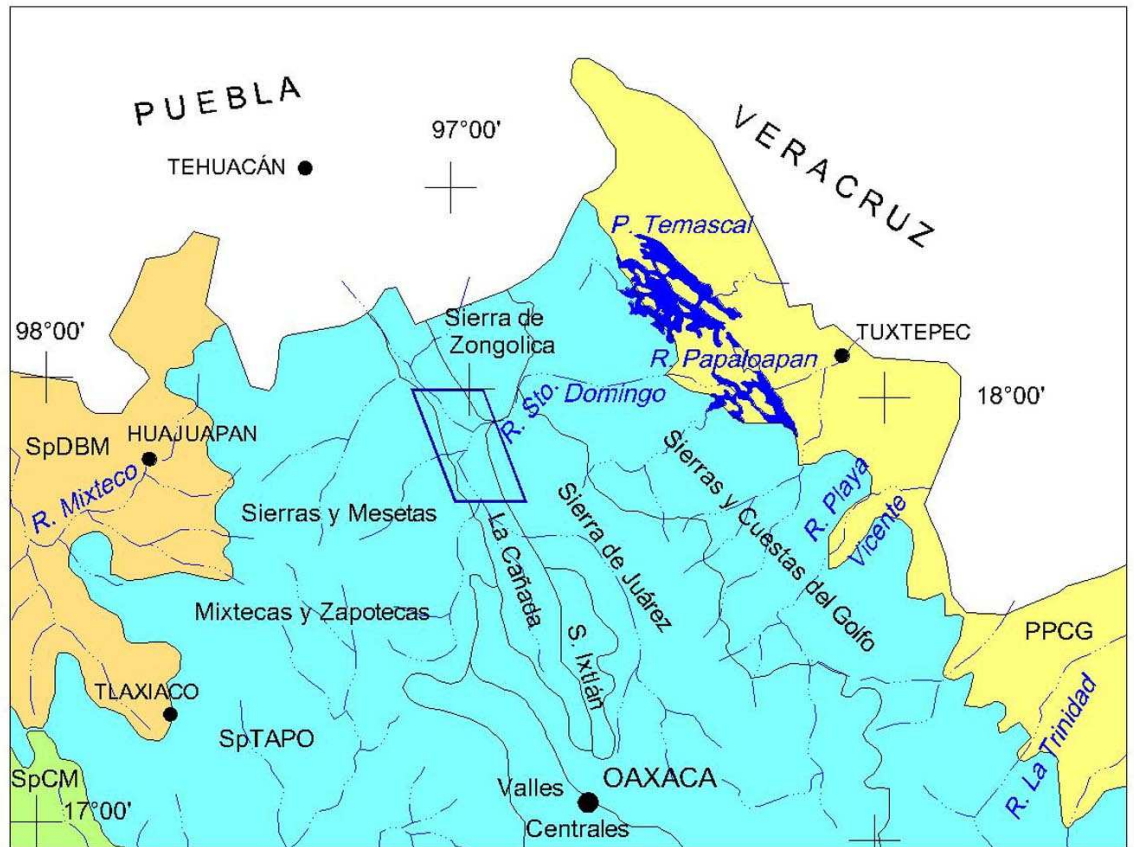 PUEBLA
VERACRUZ
97°00'
TEHUACÁN
P. Temascal
98°00'
Sierra de
Zongolica
TUXTEPEC
R. Papaloapan
R. Sto. Domingo
18°00'
SpDBM
HUAJUAPAN
R. Mixteco
Sierras y Mesetas
La Cañada
Sierra de Juárez
Sierras y Cuestas del Golfo
R. Playa
Vicente
Mixtecas y Zapotecas
S. Ixtlán
PPCG
TLAXIACO
SpTAPO
R. La Trinidad
SpCM
OAXACA
Valles
Centrales
17°00'